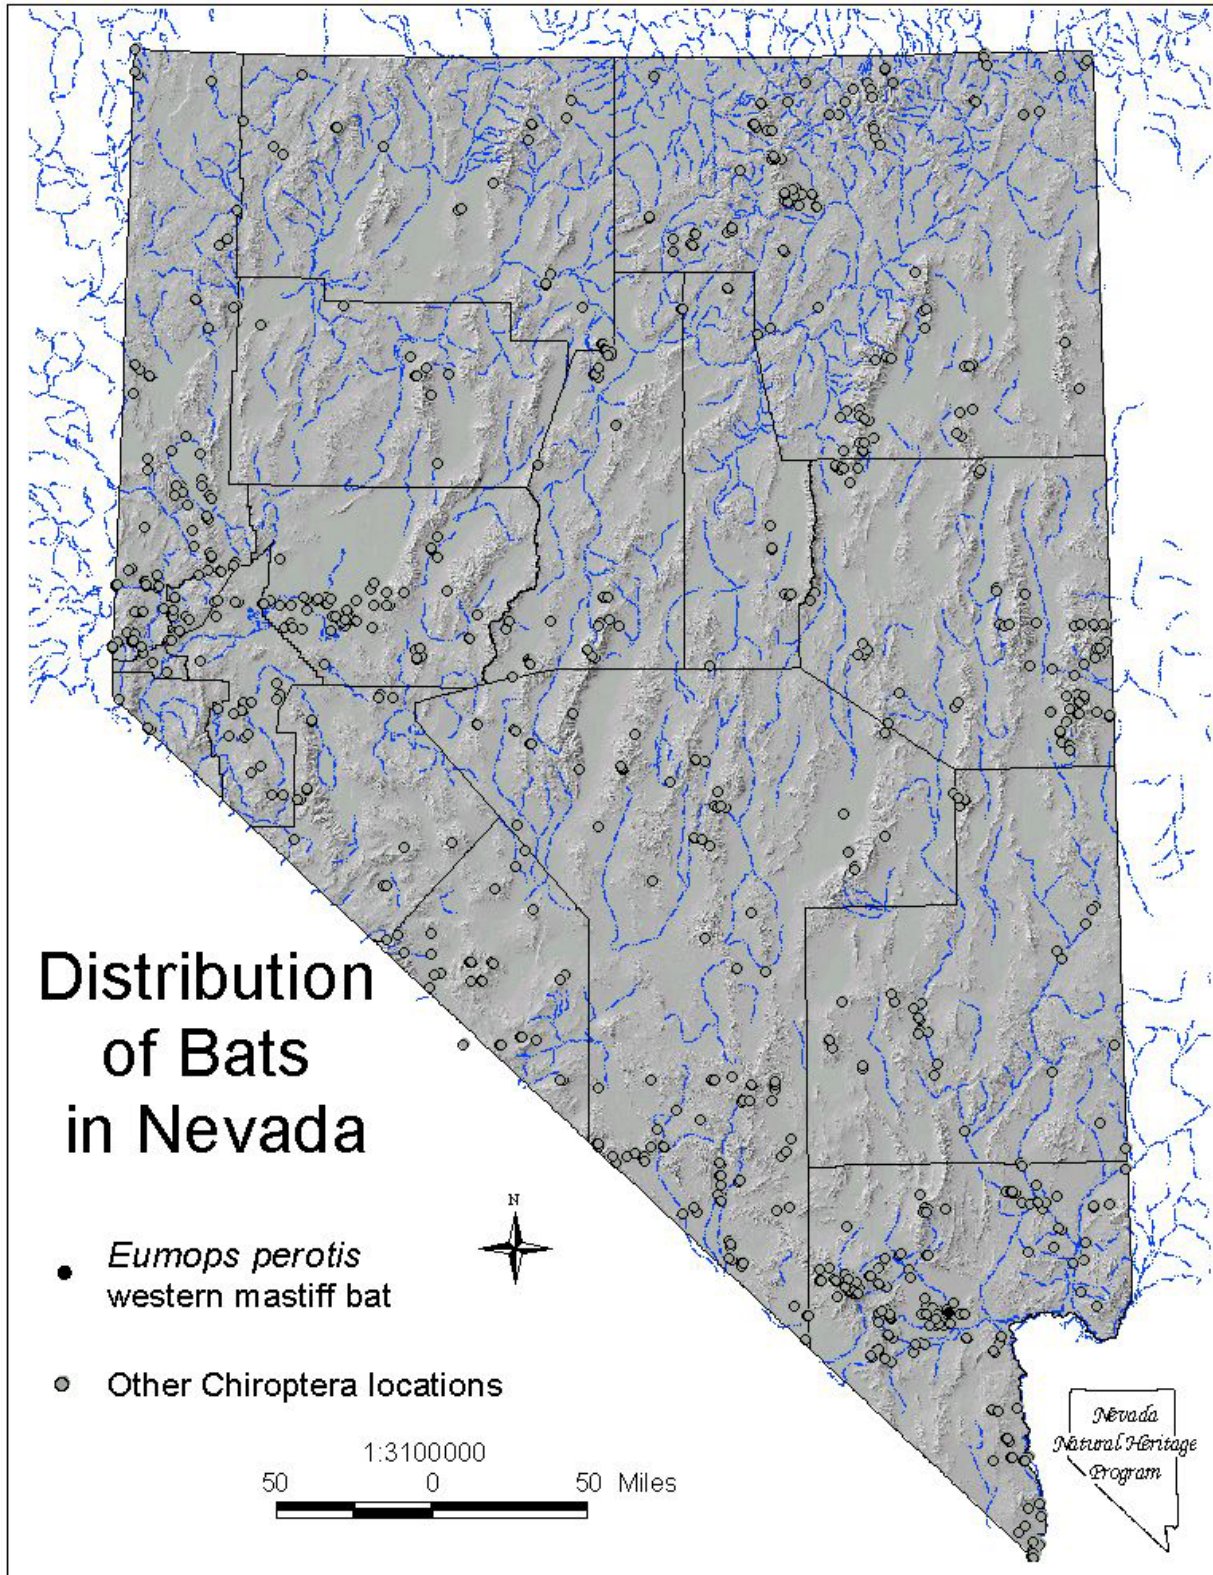 Distribution
of Bats
in Nevada
N
Eumops perotis
western mastiff bat
Other Chiroptera locations
1:3100000
50 0 50 Miles
Nevada
Natural Heritage
Program